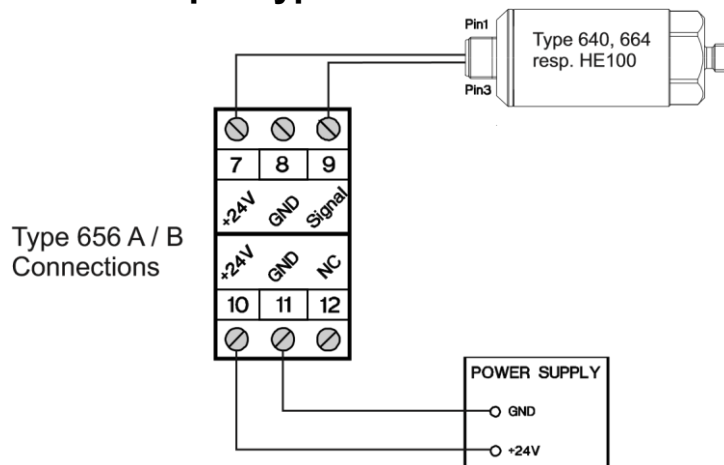 Pin1
Type 640, 664
resp. HE100
Pin3
7 8 9
+24V GND Signal
Type 656 A / B
Connections
+24V GND NC
10 11 12
POWER SUPPLY
GND
+24V